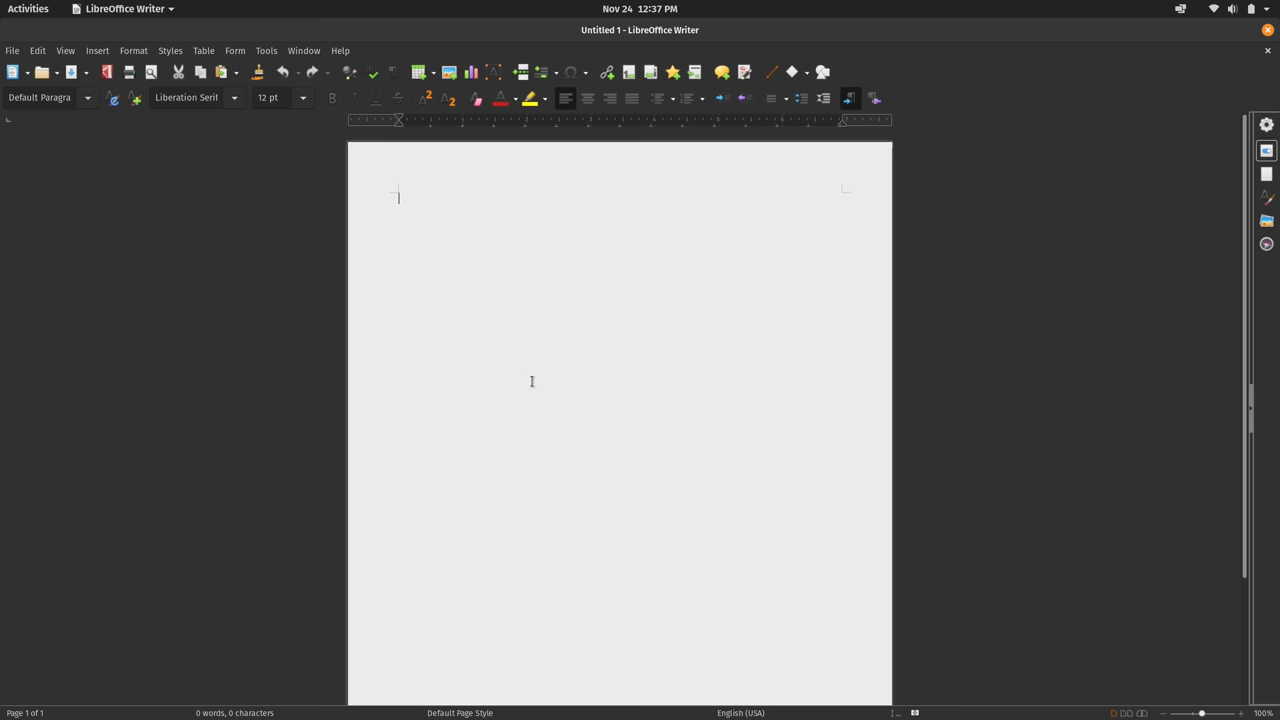 Activities LibreOffice Writer Nov 24 12:37 PM
Untitled 1 - LibreOffice Writer
File Edit View Insert Format Styles Table Form Tools Window Help
Default Paragra Liberation Serif 12 pt
Page 1 of 1 0 words, 0 characters Default Page Style English (USA) 100%